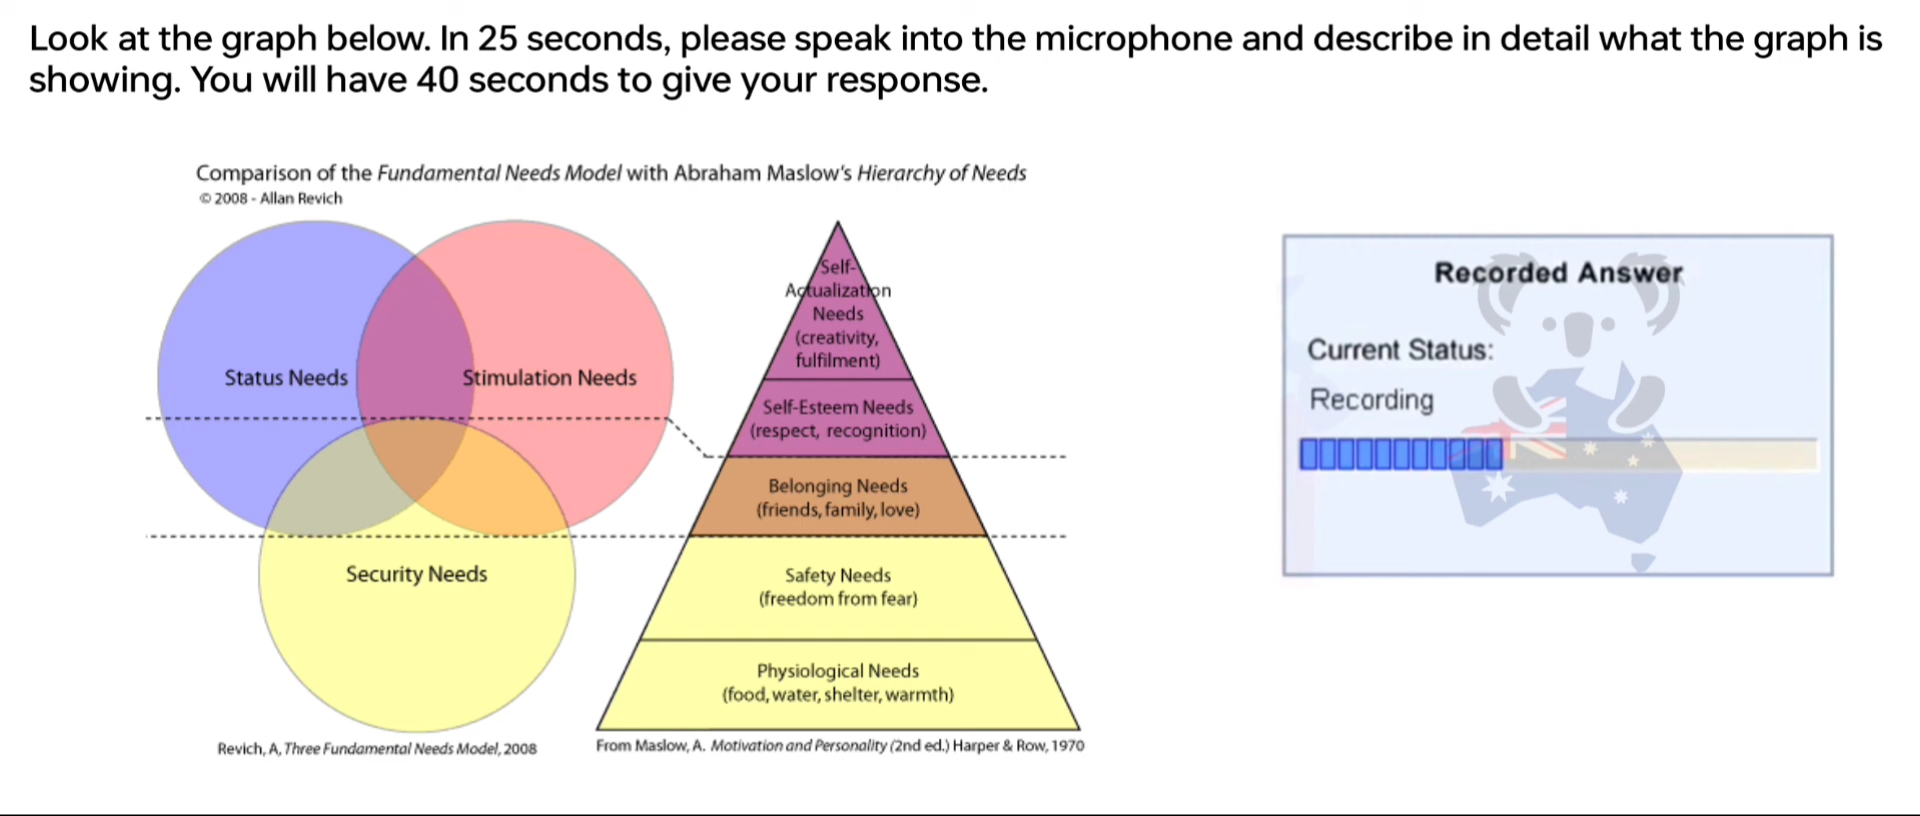 Look at the graph below. In 25 seconds, please speak into the microphone and describe in detail what the graph is
showing. You will have 40 seconds to give your response.
Comparison of the Fundamental Needs Model with Abraham Maslow's Hierarchy of Needs
© 2008 - Allan Revich
Status Needs
Stimulation Needs
Security Needs
Revich, A, Three Fundamental Needs Model, 2008
Self-
Actualization
Needs
(creativity,
fulfilment)
Self-Esteem Needs
(respect, recognition)
Belonging Needs
(friends, family, love)
Safety Needs
(freedom from fear)
Physiological Needs
(food, water, shelter, warmth)
From Maslow, A. Motivation and Personality (2nd ed.) Harper & Row, 1970
Recorded Answer
Current Status:
Recording